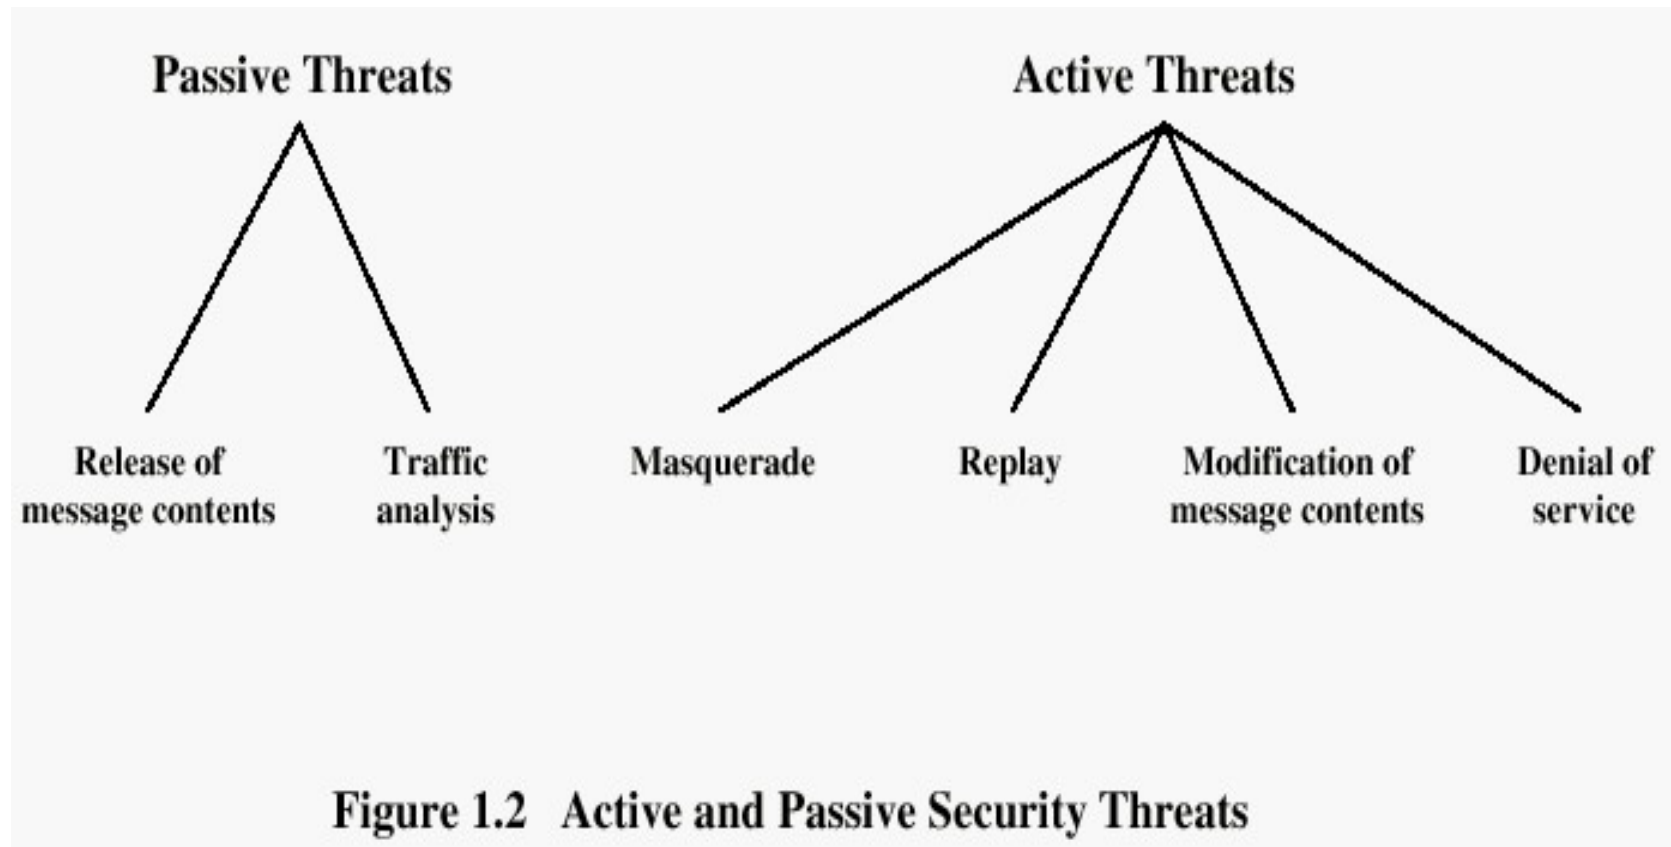 Passive Threats
Active Threats
Release of
message contents
Traffic
analysis
Masquerade
Replay
Modification of
message contents
Denial of
service
Figure 1.2 Active and Passive Security Threats